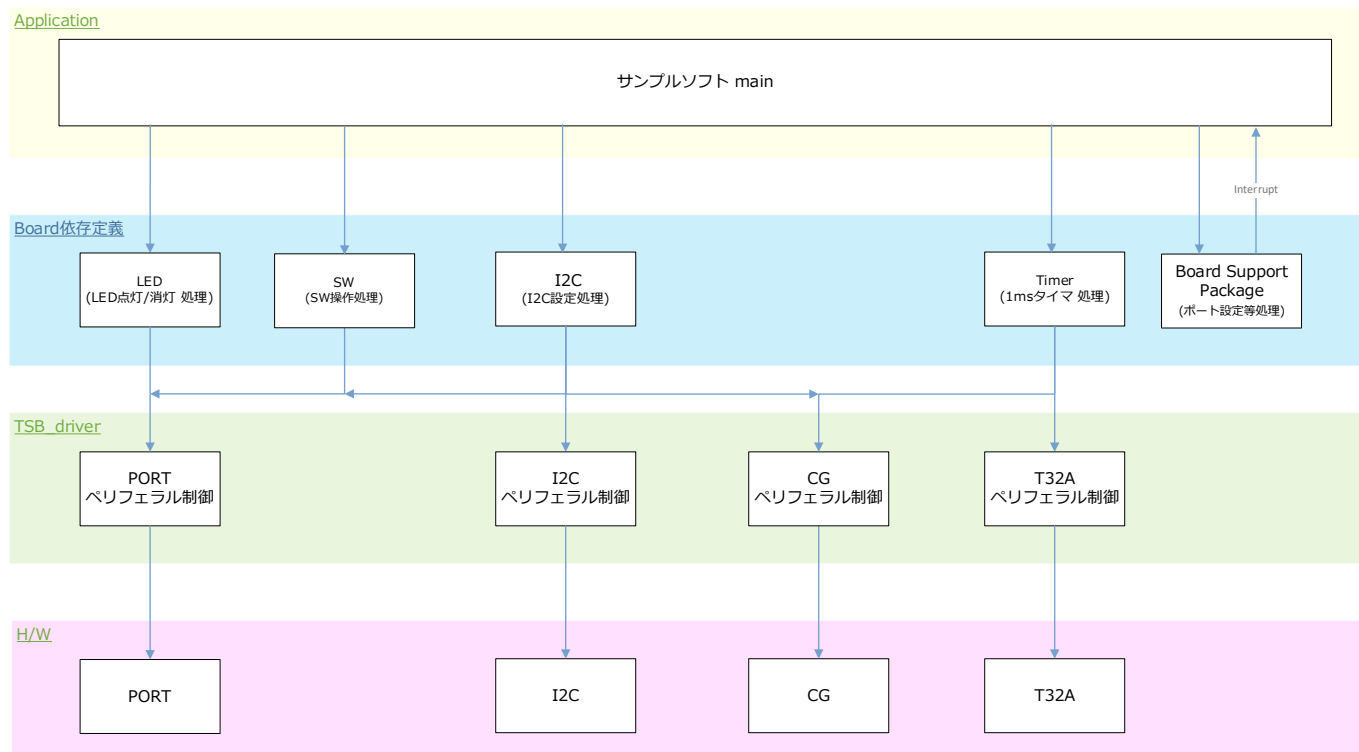 Application
サンプルソフト main
Interrupt
Board依存定義
LED
(LED点灯/消灯 処理)
SW
(SW操作処理)
I2C
(I2C設定処理)
Timer
(1msタイマ 処理)
Board Support
Package
(ポート設定等処理)
TSB_driver
PORT
ペリフェラル制御
I2C
ペリフェラル制御
CG
ペリフェラル制御
T32A
ペリフェラル制御
H/W
PORT
I2C
CG
T32A